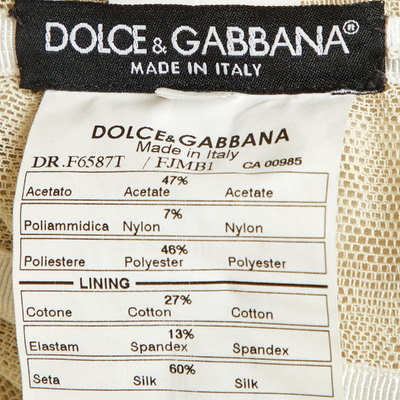 DOLCE & GABBANA®
MADE IN ITALY
DOLCE & GABBANA
Made in Italy
DR.F6587T / FJMB1 CA 00985
47%
Acetato Acetate Acetate
7%
Poliammidica Nylon Nylon
46%
Poliestere Polyester Polyester
LINING
27%
Cotone Cotton Cotton
13%
Elastam Spandex Spandex
60%
Seta Silk Silk